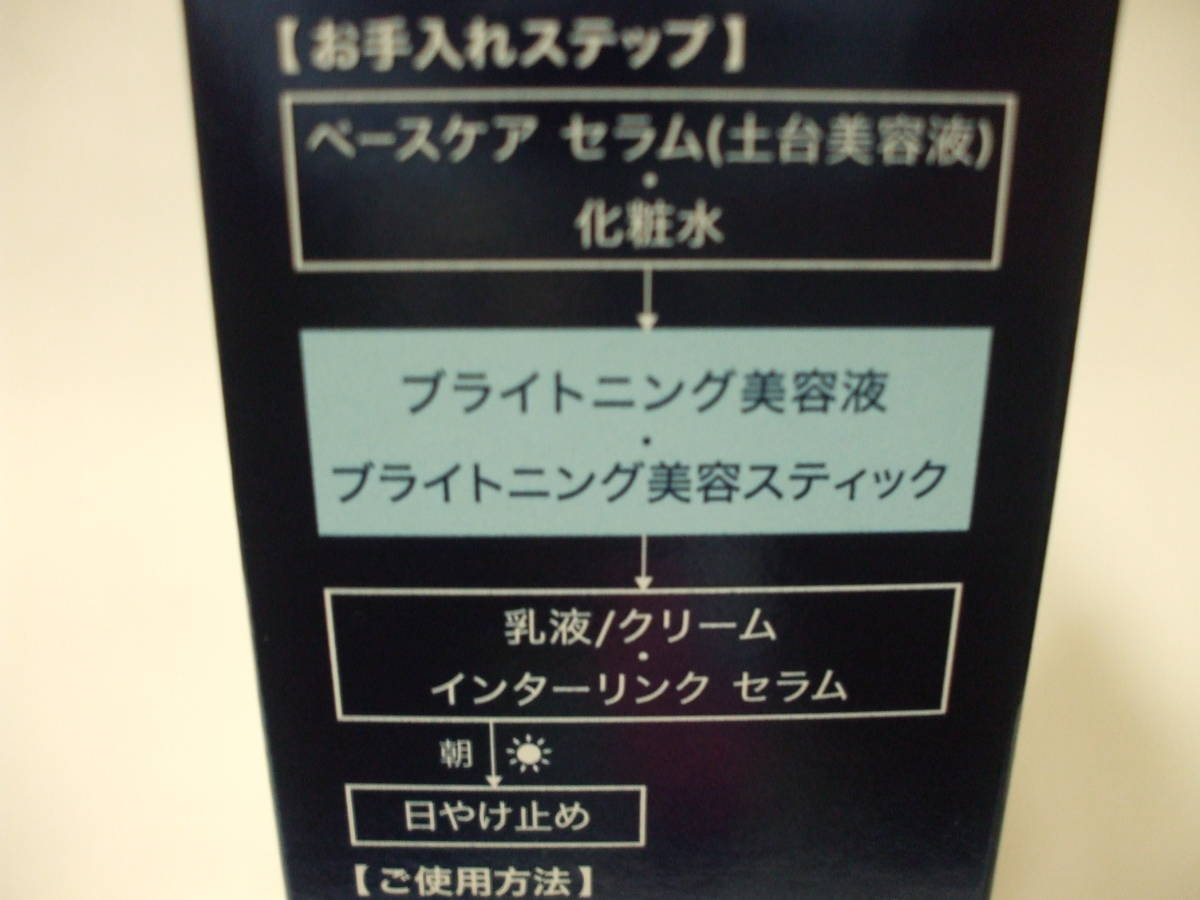 【お手入れステップ】
ベースケア セラム(土台美容液)
・
化粧水
ブライトニング美容液
・
ブライトニング美容スティック
乳液/クリーム
・
インターリンク セラム
朝
日やけ止め
【ご使用方法】